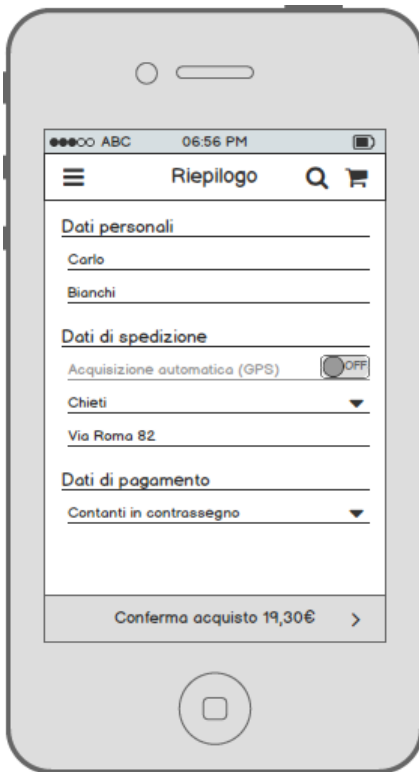 ABC 06:56 PM
Riepilogo
Dati personali
Carlo
Bianchi
Dati di spedizione
Acquisizione automatica (GPS) OFF
Chieti
Via Roma 82
Dati di pagamento
Contanti in contrassegno
Conferma acquisto 19,30€ >